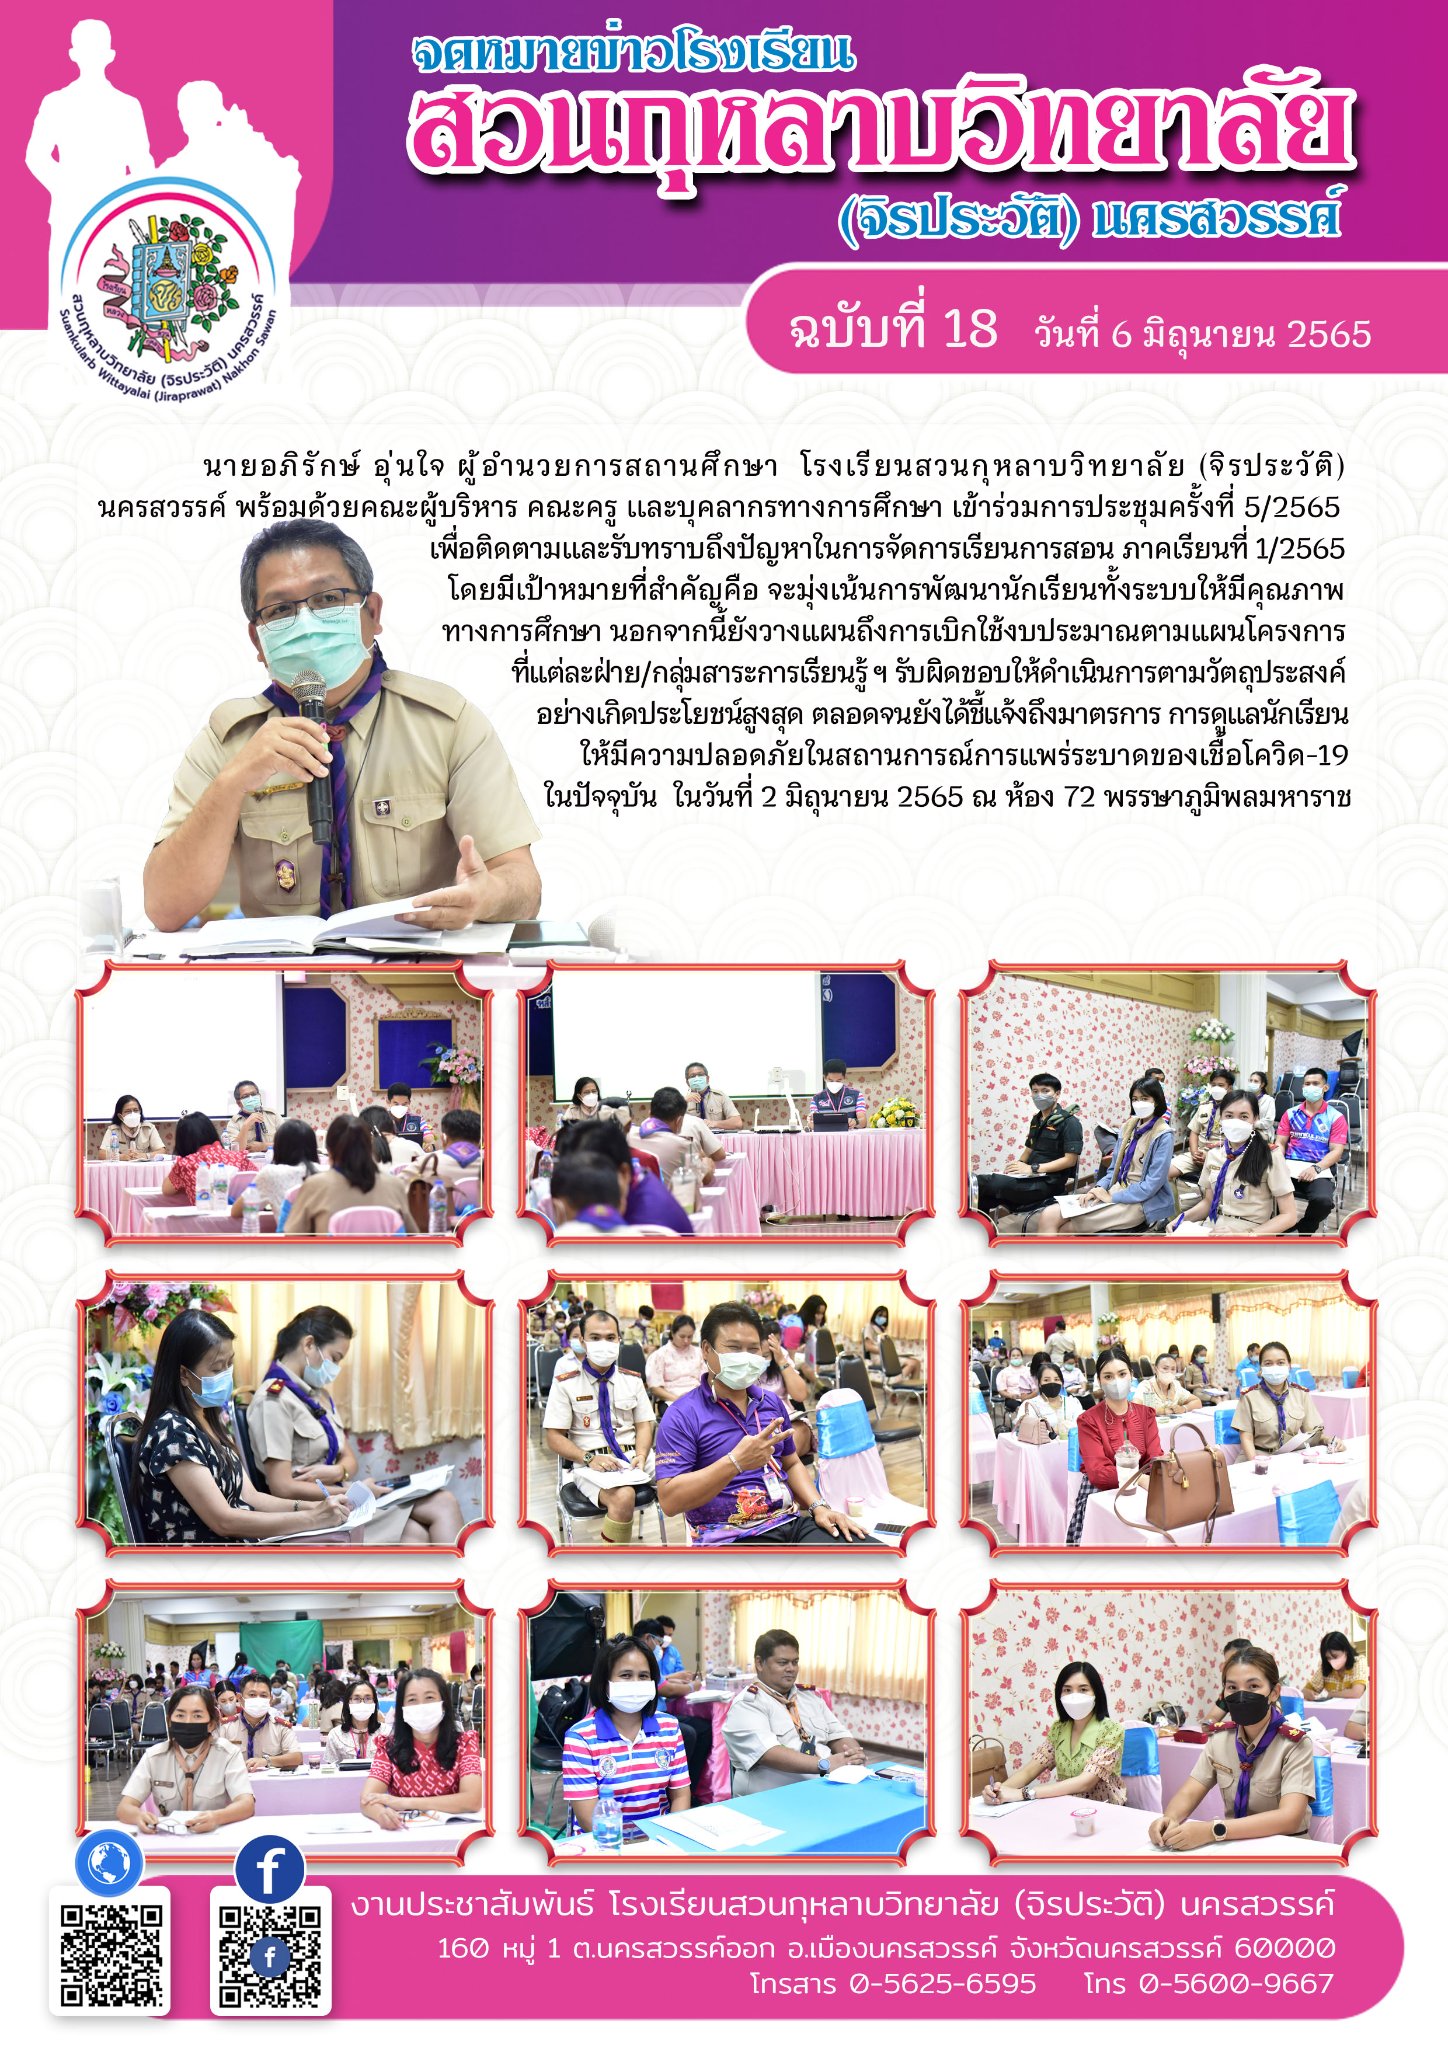 จดหมายข่าวโรงเรียน
สวนกุหลาบวิทยาลัย
(จิรประวัติ) นครสวรรค์
โรงเรียน
หลวง
สวนกุหลาบวิทยาลัย (จิรประวัติ) นครสวรรค์
Suankularb Wittayalai (Jiraprawat) Nakhon Sawan
ฉบับที่ 18 วันที่ 6 มิถุนายน 2565
นายอภิรักษ์ อุ่นใจ ผู้อำนวยการสถานศึกษา โรงเรียนสวนกุหลาบวิทยาลัย (จิรประวัติ)
นครสวรรค์ พร้อมด้วยคณะผู้บริหาร คณะครู และบุคลากรทางการศึกษา เข้าร่วมการประชุมครั้งที่ 5/2565
เพื่อติดตามและรับทราบถึงปัญหาในการจัดการเรียนการสอน ภาคเรียนที่ 1/2565
โดยมีเป้าหมายที่สำคัญคือ จะมุ่งเน้นการพัฒนานักเรียนทั้งระบบให้มีคุณภาพ
ทางการศึกษา นอกจากนี้ยังวางแผนถึงการเบิกใช้งบประมาณตามแผนโครงการ
ที่แต่ละฝ่าย/กลุ่มสาระการเรียนรู้ ฯ รับผิดชอบให้ดำเนินการตามวัตถุประสงค์
อย่างเกิดประโยชน์สูงสุด ตลอดจนยังได้ชี้แจ้งถึงมาตรการ การดูแลนักเรียน
ให้มีความปลอดภัยในสถานการณ์การแพร่ระบาดของเชื้อโควิด-19
ในปัจจุบัน ในวันที่ 2 มิถุนายน 2565 ณ ห้อง 72 พรรษาภูมิพลมหาราช
งานประชาสัมพันธ์ โรงเรียนสวนกุหลาบวิทยาลัย (จิรประวัติ) นครสวรรค์
160 หมู่ 1 ต.นครสวรรค์ออก อ.เมืองนครสวรรค์ จังหวัดนครสวรรค์ 60000
โทรสาร 0-5625-6595 โทร 0-5600-9667